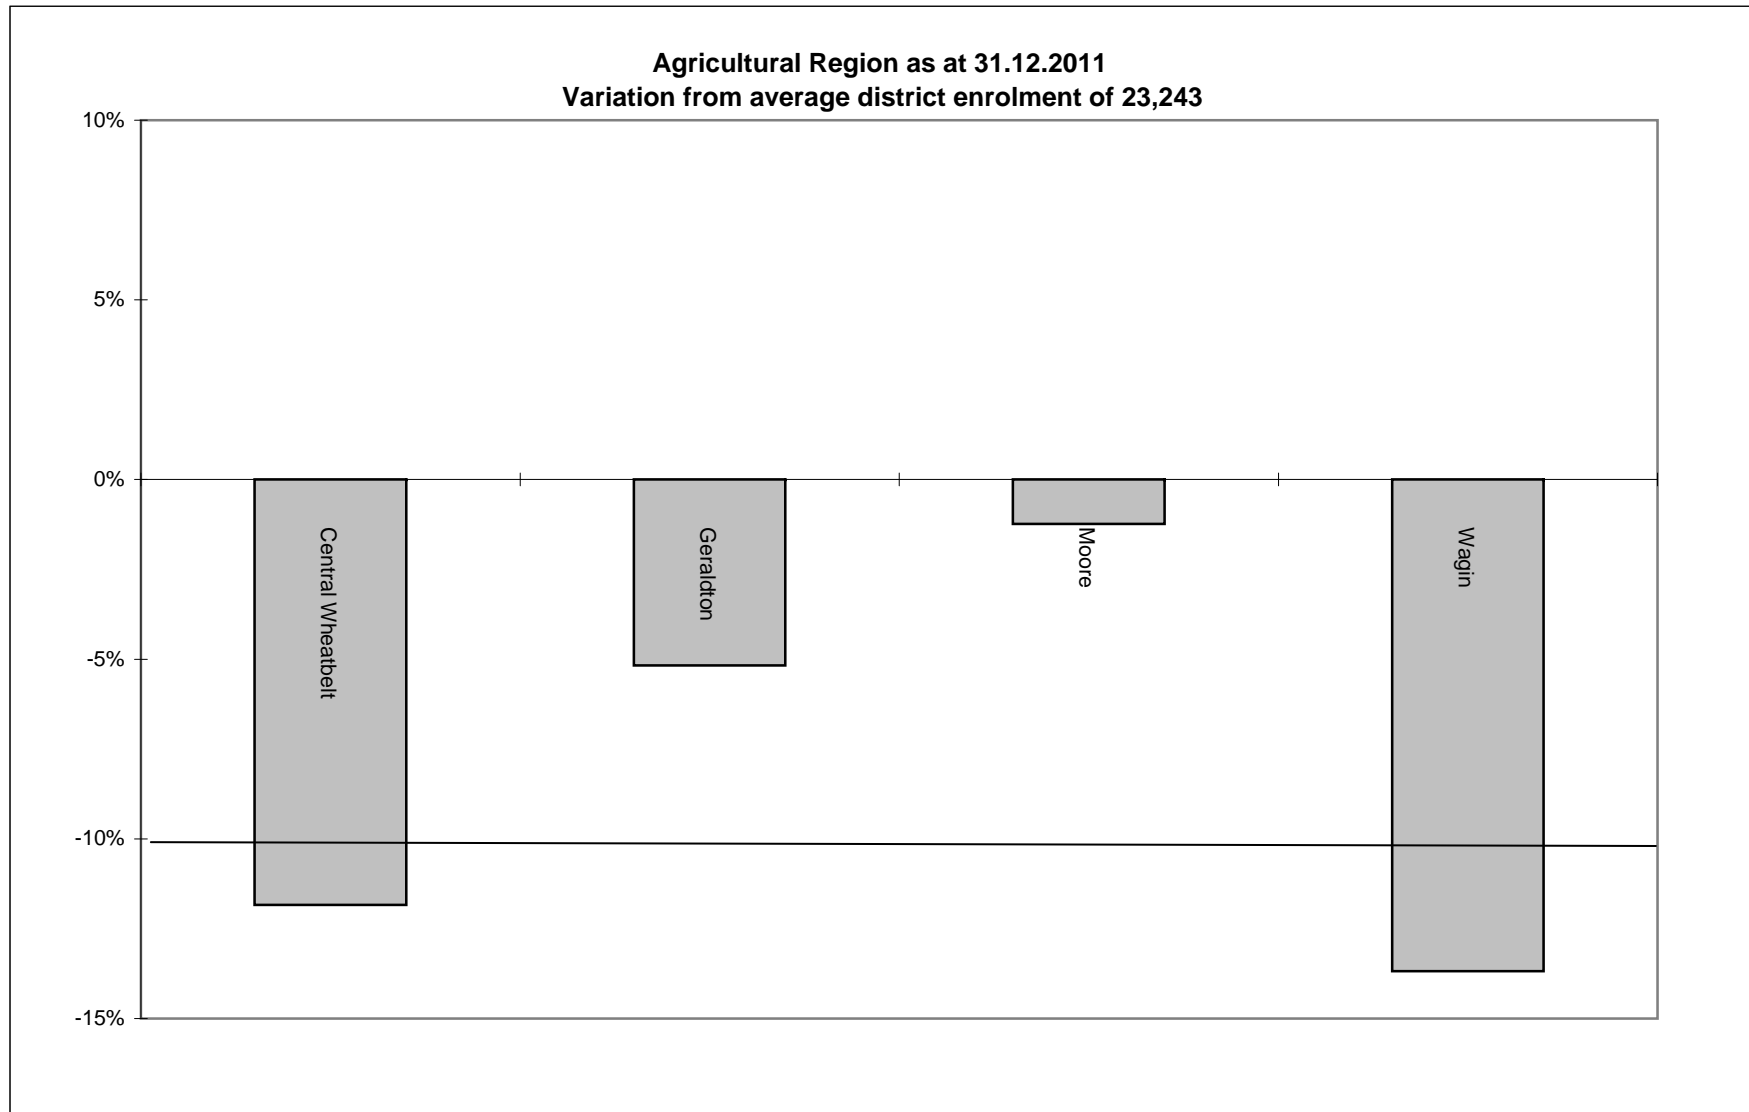 Agricultural Region as at 31.12.2011
Variation from average district enrolment of 23,243
10%
5%
0%
-5%
-10%
-15%
Central Wheatbelt
Geraldton
Moore
Wagin